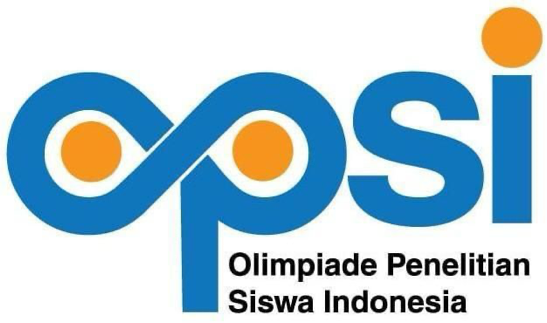 opsi
Olimpiade Penelitian
Siswa Indonesia